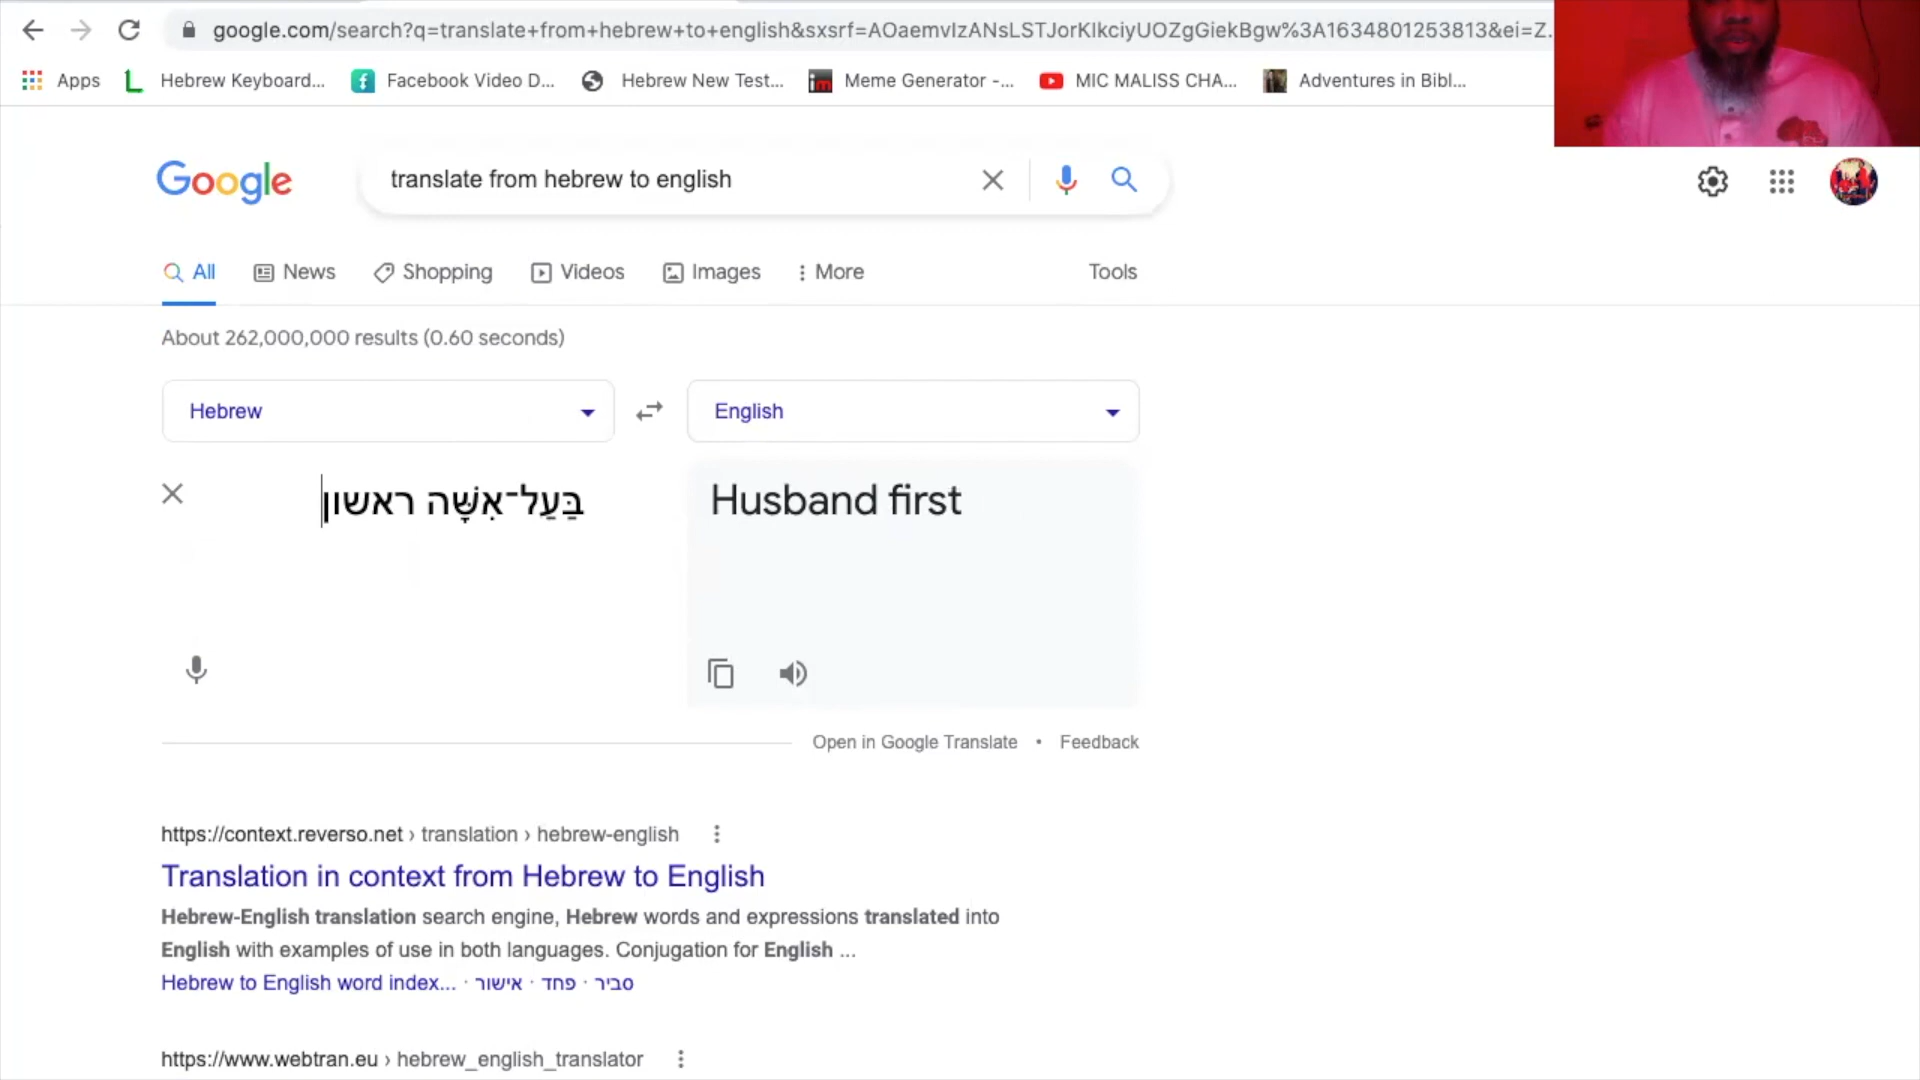 google.com/search?q=translate+from+hebrew+to+english&sxsrf=AOaemvIzANsLSTJorKIkciyUOZgGiekBgw%3A1634801253813&ei=Z.
Apps Hebrew Keyboard... Facebook Video D... Hebrew New Test... Meme Generator -... MIC MALISS CHA... Adventures in Bibl...
Google translate from hebrew to english
All News Shopping Videos Images More Tools
About 262,000,000 results (0.60 seconds)
Hebrew English
בַּעַל־אִשָּׁה ראשון Husband first
Open in Google Translate • Feedback
https://context.reverso.net › translation › hebrew-english
Translation in context from Hebrew to English
Hebrew-English translation search engine, Hebrew words and expressions translated into
English with examples of use in both languages. Conjugation for English ...
Hebrew to English word index... · אישור · פחד · סביר
https://www.webtran.eu › hebrew_english_translator